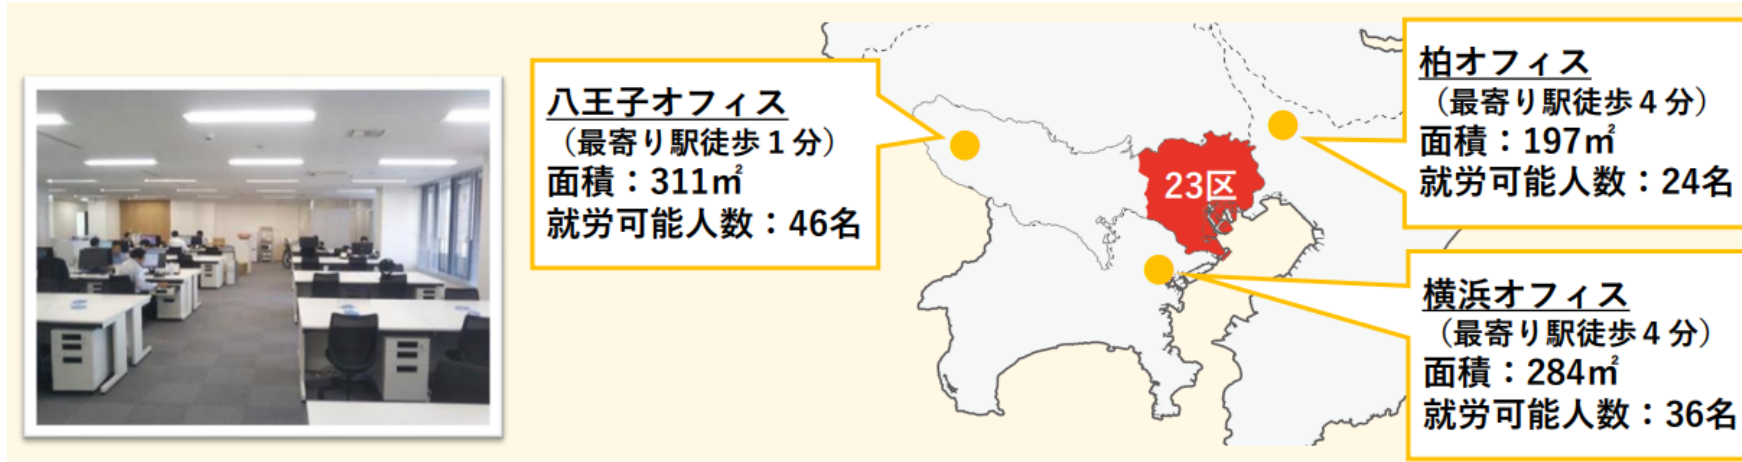 八王子オフィス
（最寄り駅徒歩１分）
面積：311㎡
就労可能人数：46名
23区
柏オフィス
（最寄り駅徒歩４分）
面積：197㎡
就労可能人数：24名
横浜オフィス
（最寄り駅徒歩４分）
面積：284㎡
就労可能人数：36名